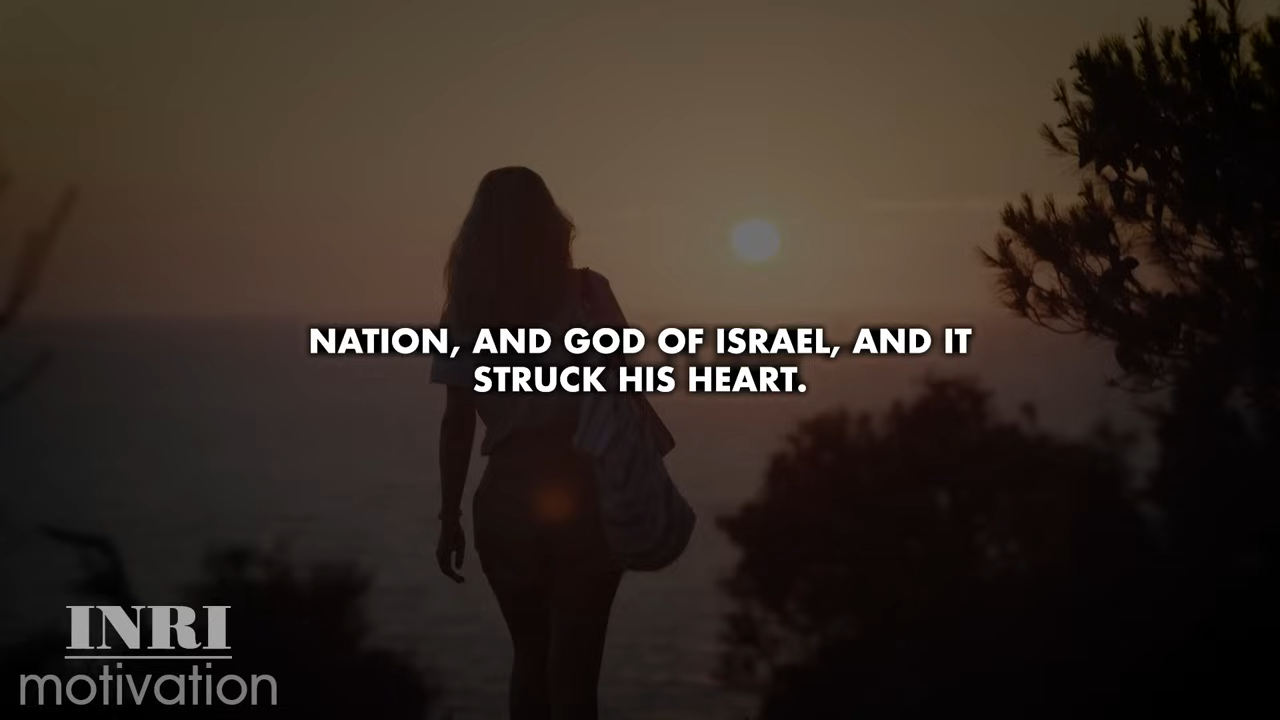 NATION, AND GOD OF ISRAEL, AND IT
STRUCK HIS HEART.
INRI
motivation